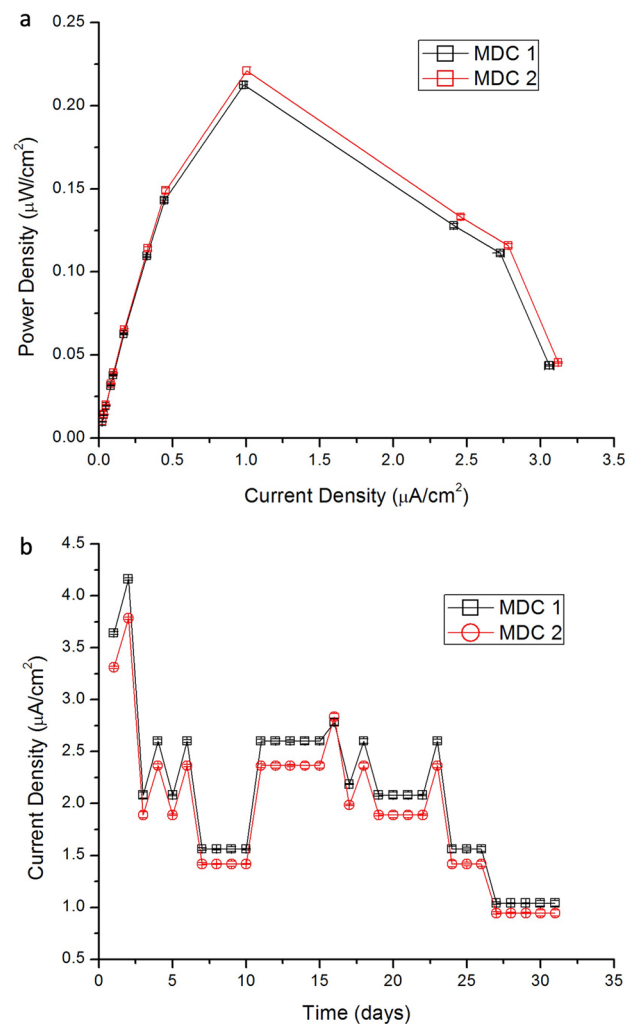 a
0.25
0.20
0.15
0.10
0.05
0.00
Power Density (μW/cm²)
MDC 1
MDC 2
0.0 0.5 1.0 1.5 2.0 2.5 3.0 3.5
Current Density (μA/cm²)
b
4.5
4.0
3.5
3.0
2.5
2.0
1.5
1.0
0.5
Current Density (μA/cm²)
MDC 1
MDC 2
0 5 10 15 20 25 30 35
Time (days)